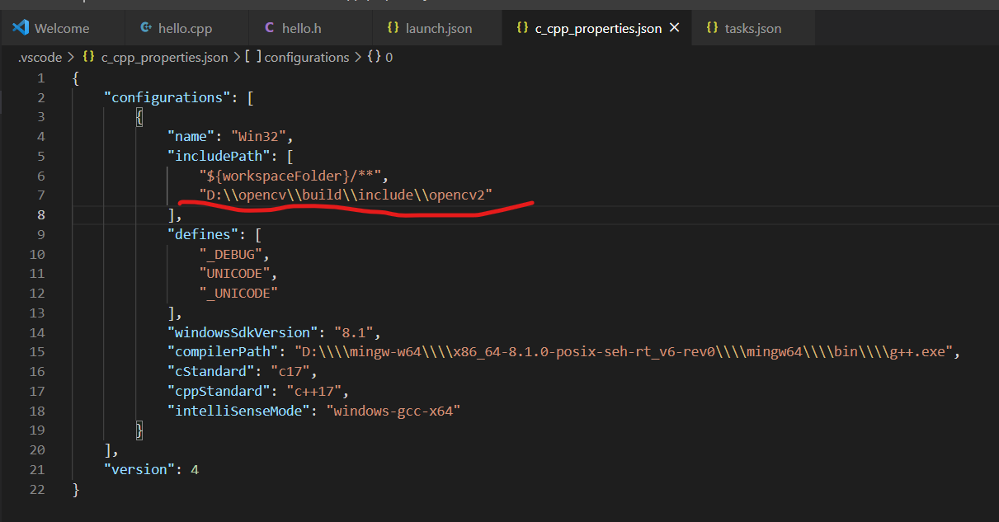 Welcome hello.cpp C hello.h {} launch.json {} c_cpp_properties.json {} tasks.json
.vscode > {} c_cpp_properties.json > [ ] configurations > {} 0
1 {
2 "configurations": [
3 {
4 "name": "Win32",
5 "includePath": [
6 "${workspaceFolder}/**",
7 "D:\\opencv\\build\\include\\opencv2"
8 ],
9 "defines": [
10 "_DEBUG",
11 "UNICODE",
12 "_UNICODE"
13 ],
14 "windowsSdkVersion": "8.1",
15 "compilerPath": "D:\\\\mingw-w64\\\\x86_64-8.1.0-posix-seh-rt_v6-rev0\\\\mingw64\\\\bin\\\\g++.exe",
16 "cStandard": "c17",
17 "cppStandard": "c++17",
18 "intelliSenseMode": "windows-gcc-x64"
19 }
20 ],
21 "version": 4
22 }